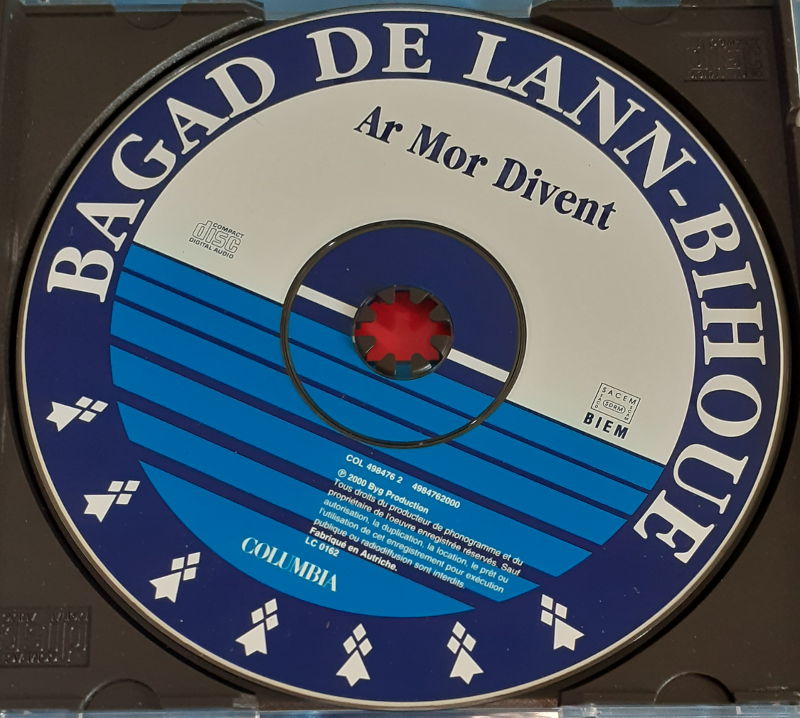 BAGAD DE LANN-BIHOUE
Ar Mor Divent
COMPACT
disc
DIGITAL AUDIO
SACEM
SDRM
BIEM
COL 498476 2 4984762000
℗ 2000 Byg Production
Tous droits du producteur de phonogramme et du
propriétaire de l'oeuvre enregistrée réservés. Sauf
autorisation, la duplication, la location, le prêt ou
l'utilisation de cet enregistrement pour exécution
publique ou radiodiffusion sont interdits.
Fabriqué en Autriche.
LC 0162
COLUMBIA